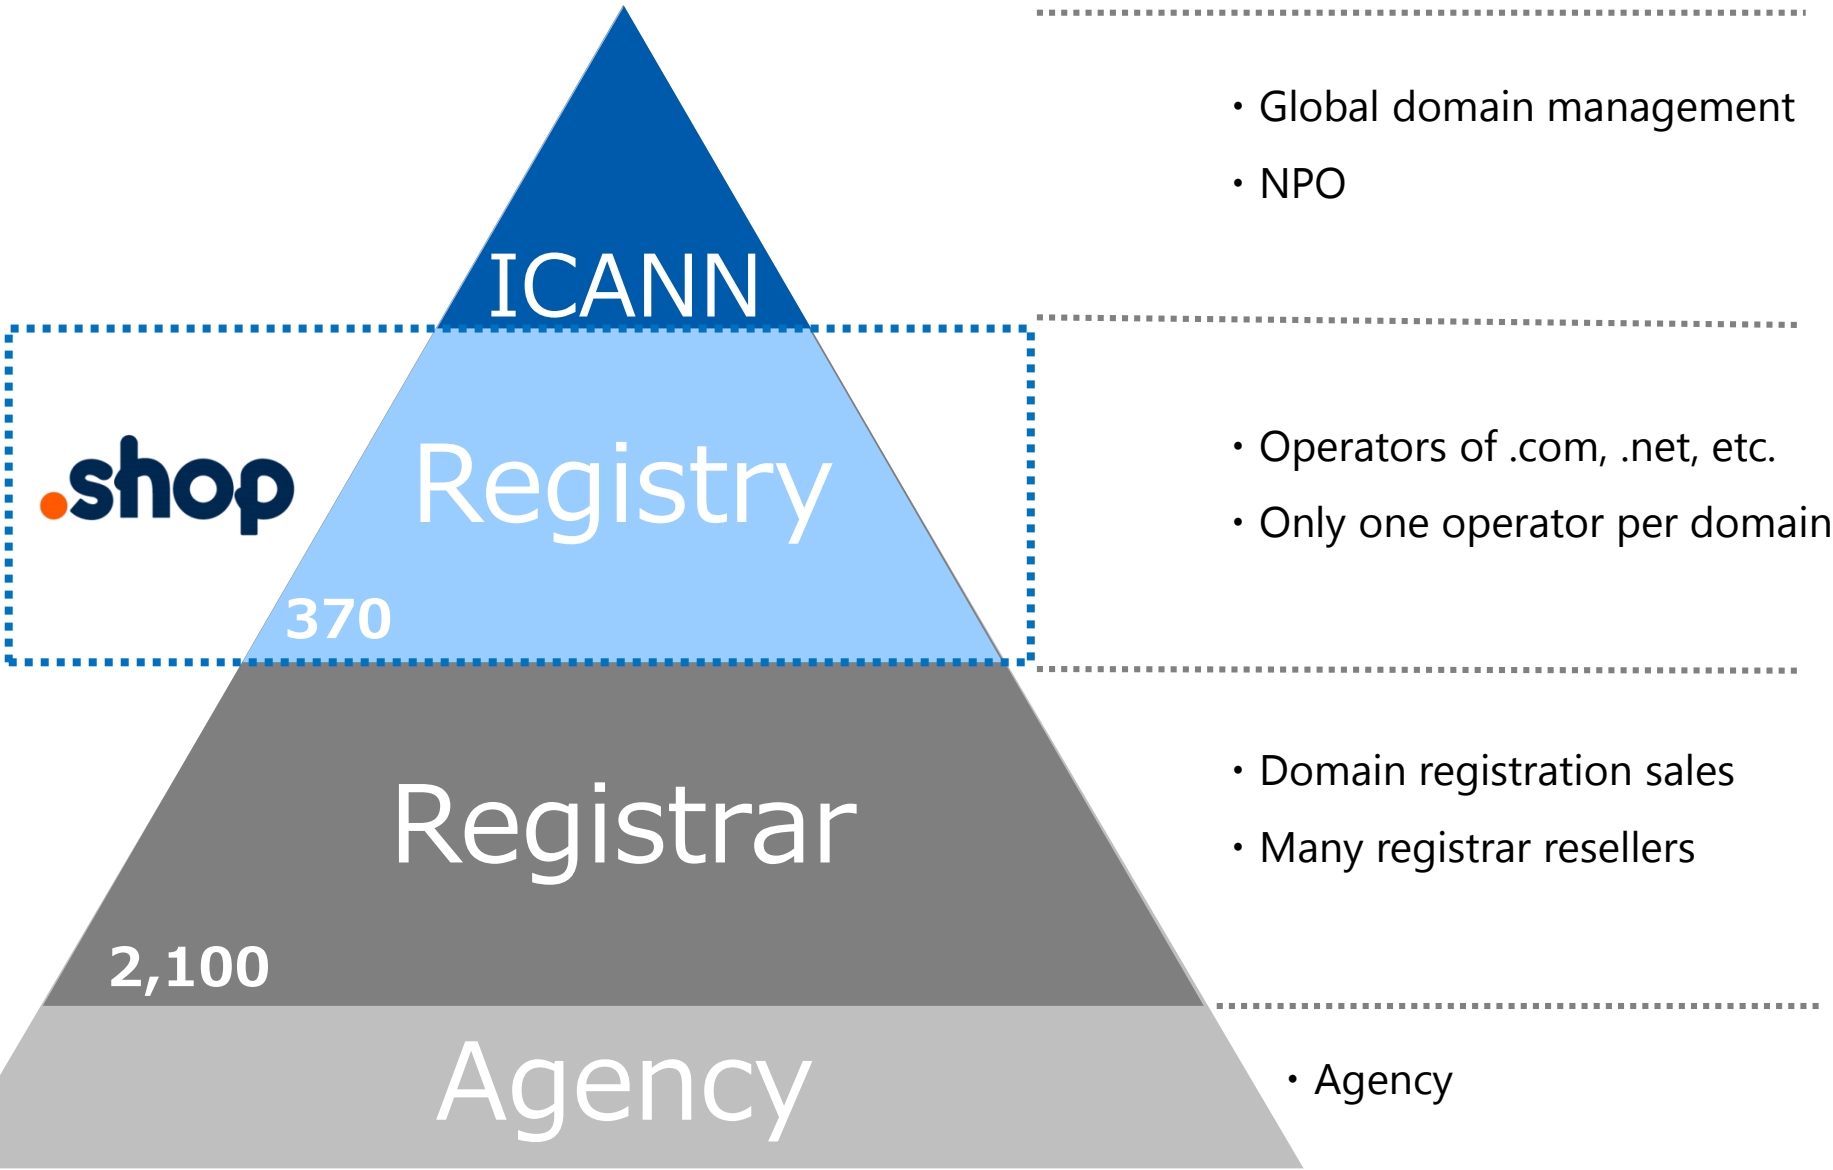 ・Global domain management
・NPO
ICANN
.shop
Registry
370
・Operators of .com, .net, etc.
・Only one operator per domain
Registrar
2,100
・Domain registration sales
・Many registrar resellers
Agency
・Agency